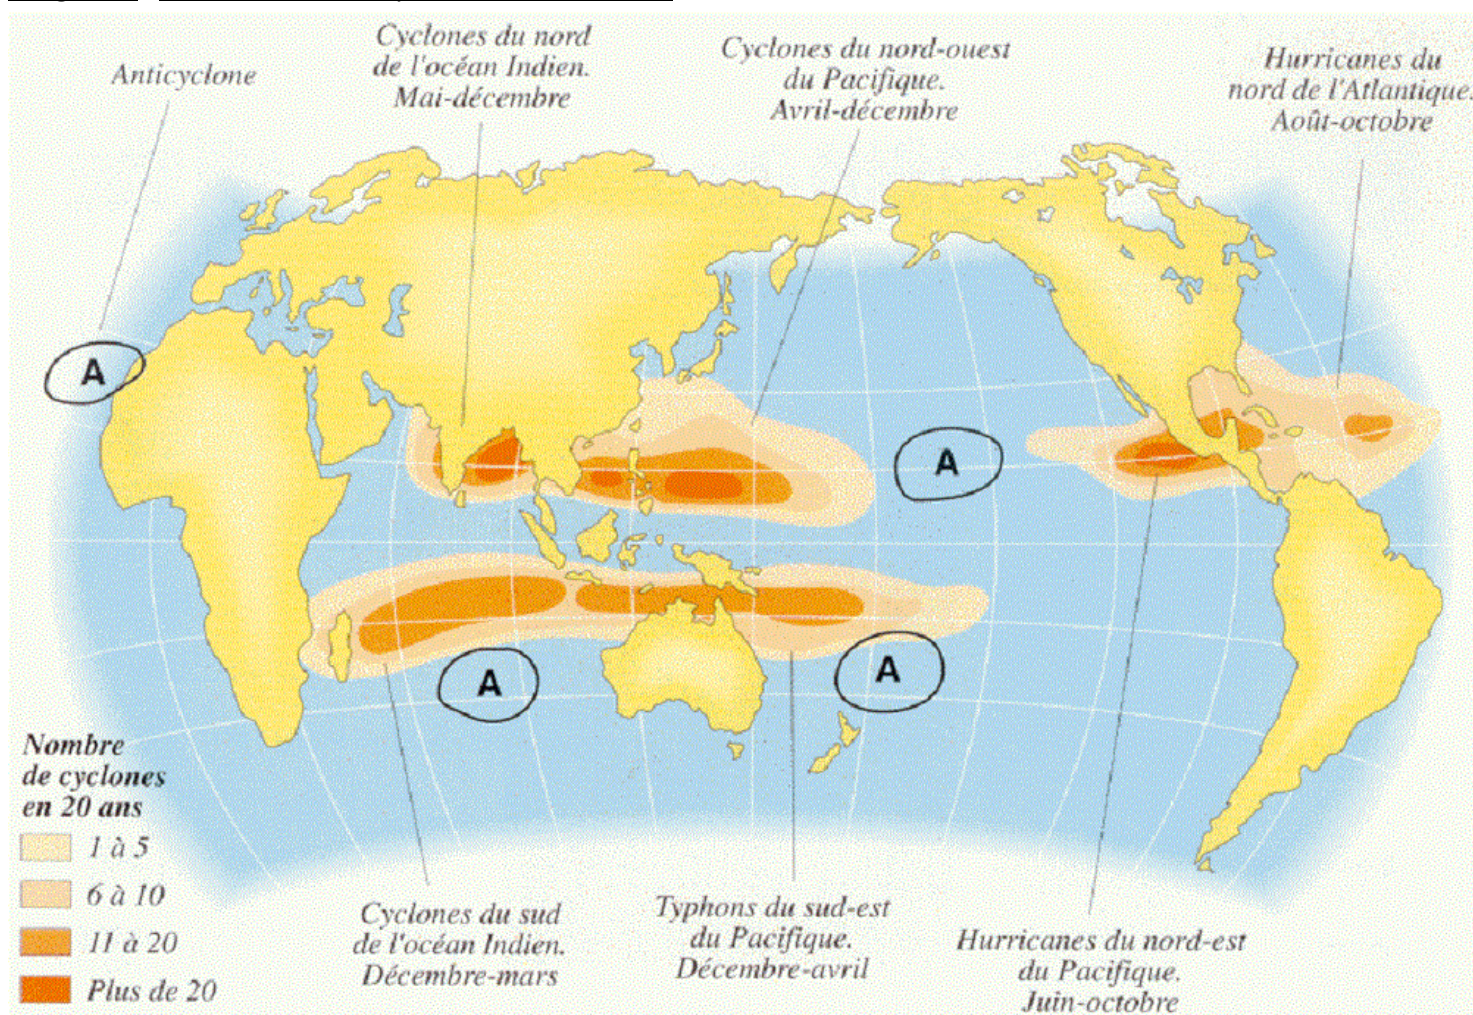 Anticyclone
Cyclones du nord
de l'océan Indien.
Mai-décembre
Cyclones du nord-ouest
du Pacifique.
Avril-décembre
Hurricanes du
nord de l'Atlantique.
Août-octobre
A
A
A
A
Nombre
de cyclones
en 20 ans
1 à 5
6 à 10
11 à 20
Plus de 20
Cyclones du sud
de l'océan Indien.
Décembre-mars
Typhons du sud-est
du Pacifique.
Décembre-avril
Hurricanes du nord-est
du Pacifique.
Juin-octobre